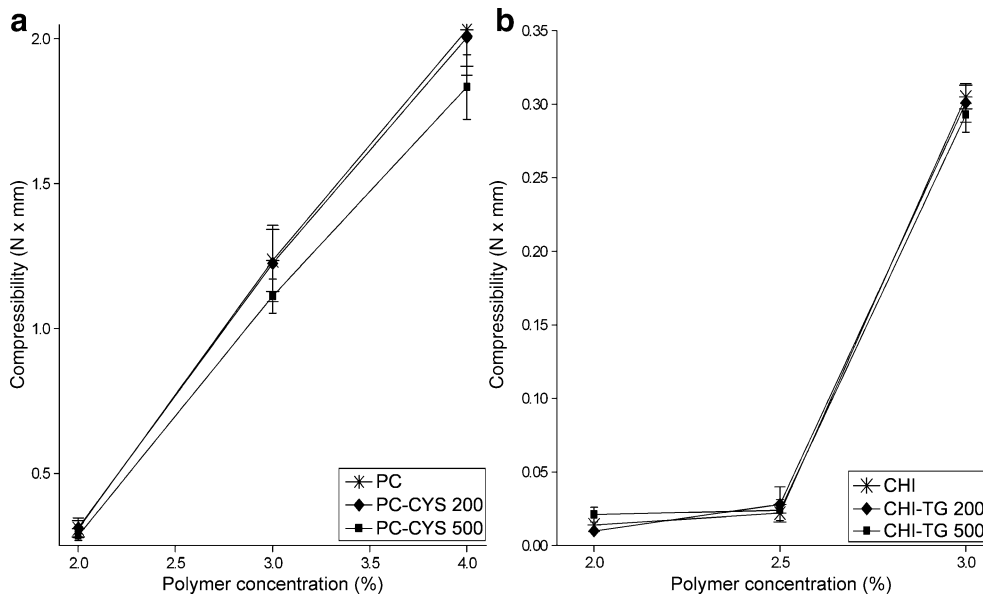 a
Compressibility (N x mm)
2.0
1.5
1.0
0.5
2.0
2.5
3.0
3.5
4.0
Polymer concentration (%)
PC
PC-CYS 200
PC-CYS 500
b
Compressibility (N x mm)
0.35
0.30
0.25
0.20
0.15
0.10
0.05
0.00
2.0
2.5
3.0
Polymer concentration (%)
CHI
CHI-TG 200
CHI-TG 500